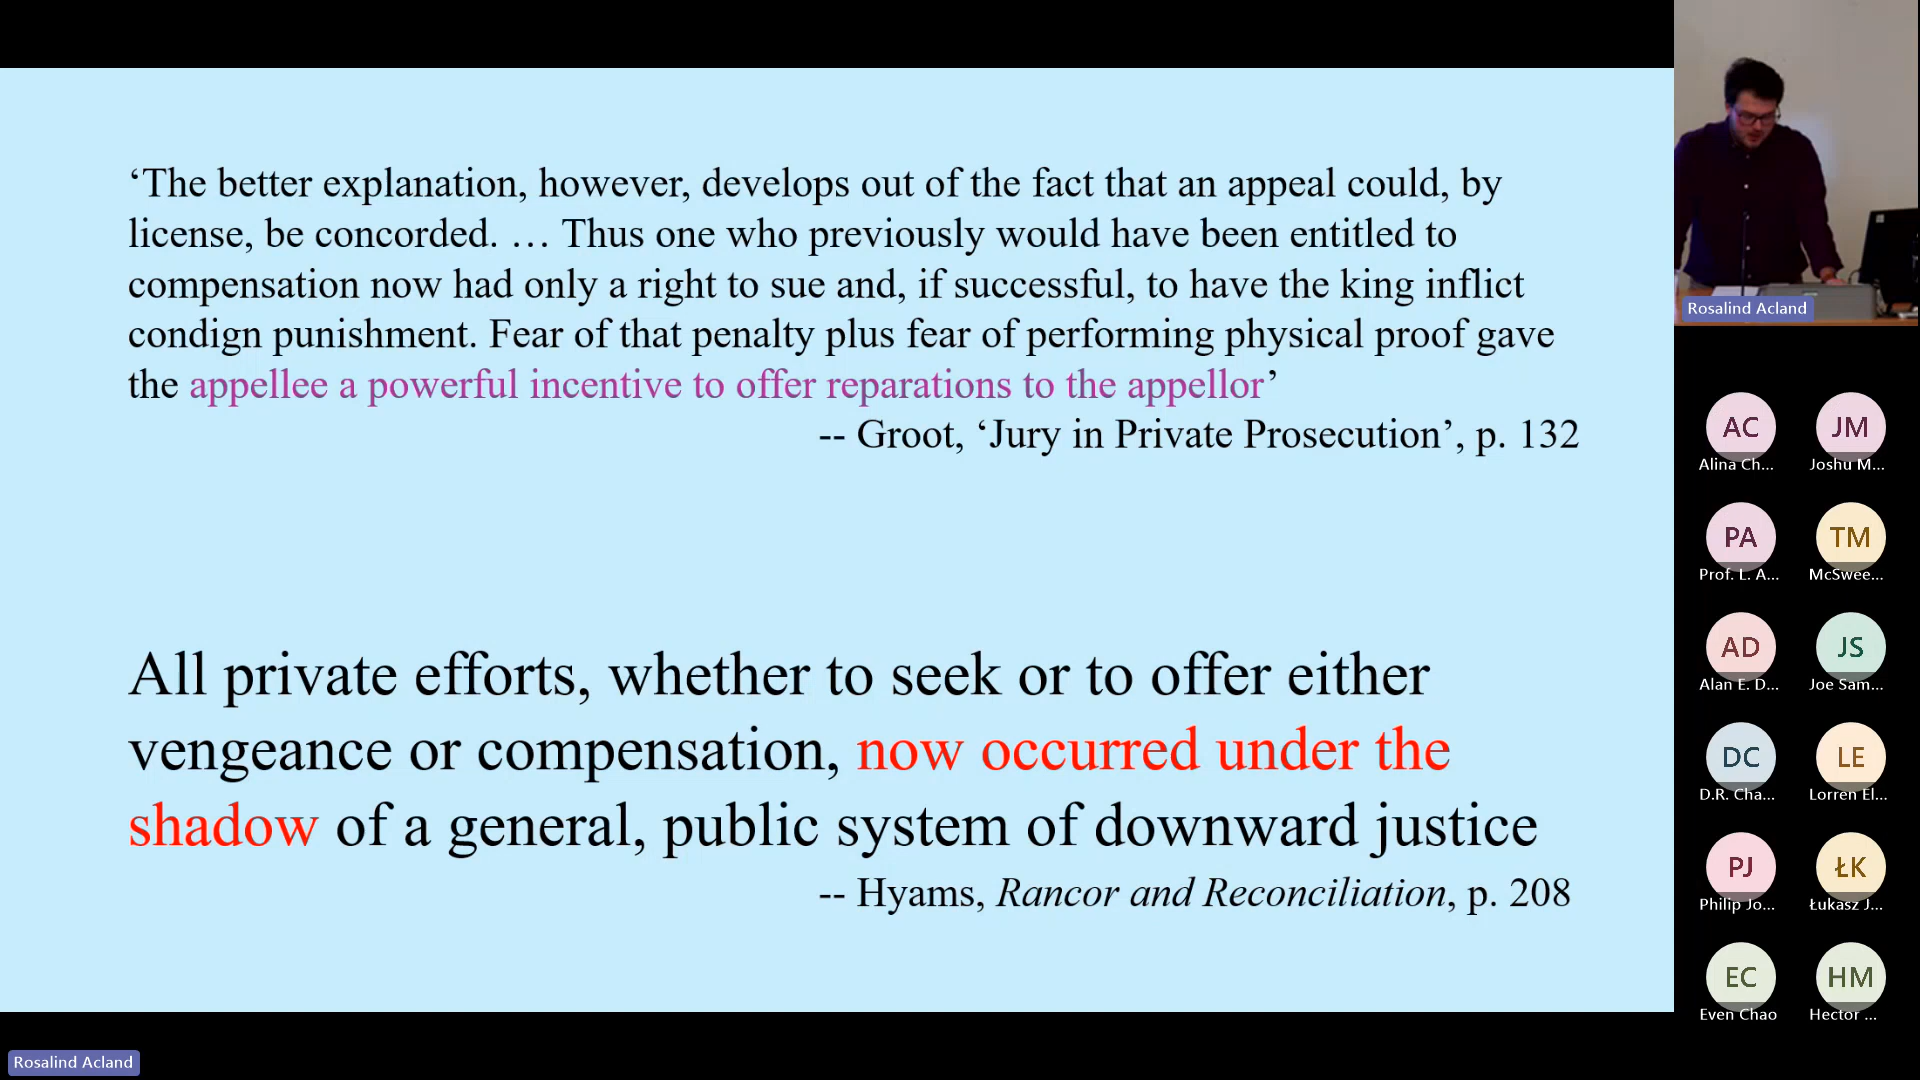 ‘The better explanation, however, develops out of the fact that an appeal could, by
license, be concorded. … Thus one who previously would have been entitled to
compensation now had only a right to sue and, if successful, to have the king inflict
condign punishment. Fear of that penalty plus fear of performing physical proof gave
the appellee a powerful incentive to offer reparations to the appellor’
-- Groot, ‘Jury in Private Prosecution’, p. 132
All private efforts, whether to seek or to offer either
vengeance or compensation, now occurred under the
shadow of a general, public system of downward justice
-- Hyams, Rancor and Reconciliation, p. 208
Rosalind Acland
Rosalind Acland
AC
Alina Ch...
JM
Joshu M...
PA
Prof. L. A...
TM
McSwee...
AD
Alan E. D...
JS
Joe Sam...
DC
D.R. Cha...
LE
Lorren El...
PJ
Philip Jo...
ŁK
Łukasz J...
EC
Even Chao
HM
Hector ...